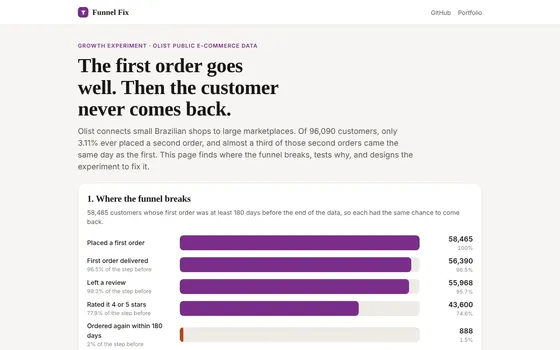 Funnel Fix
GitHub
Portfolio
GROWTH EXPERIMENT · OLIST PUBLIC E-COMMERCE DATA
The first order goes
well. Then the customer
never comes back.
Olist connects small Brazilian shops to large marketplaces. Of 96,090 customers, only
3.11% ever placed a second order, and almost a third of those second orders came the
same day as the first. This page finds where the funnel breaks, tests why, and designs the
experiment to fix it.
1. Where the funnel breaks
58,465 customers whose first order was at least 180 days before the end of the data, so each had the same chance to come
back.
Placed a first order
58,465
100%
First order delivered
96.5% of the step before
56,390
96.5%
Left a review
99.3% of the step before
55,968
95.7%
Rated it 4 or 5 stars
77.9% of the step before
43,600
74.6%
Ordered again within 180
days
2% of the step before
888
1.5%